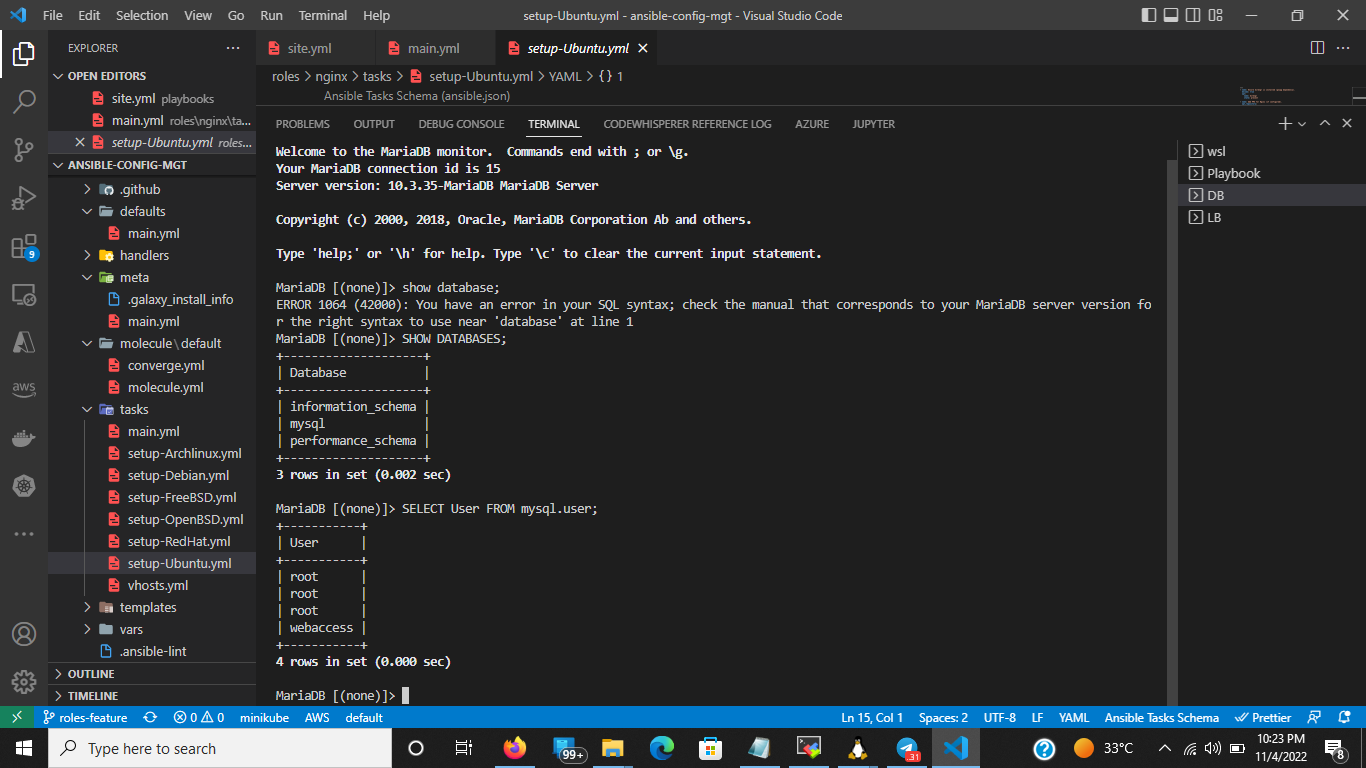 File Edit Selection View Go Run Terminal Help
setup-Ubuntu.yml - ansible-config-mgt - Visual Studio Code
EXPLORER
OPEN EDITORS
site.yml playbooks
main.yml roles\nginx\ta...
setup-Ubuntu.yml roles...
ANSIBLE-CONFIG-MGT
.github
defaults
main.yml
handlers
meta
.galaxy_install_info
main.yml
molecule\default
converge.yml
molecule.yml
tasks
main.yml
setup-Archlinux.yml
setup-Debian.yml
setup-FreeBSD.yml
setup-OpenBSD.yml
setup-RedHat.yml
setup-Ubuntu.yml
vhosts.yml
templates
vars
.ansible-lint
OUTLINE
TIMELINE
9
aws
site.yml
main.yml
setup-Ubuntu.yml
roles > nginx > tasks > setup-Ubuntu.yml > YAML > {} 1
Ansible Tasks Schema (ansible.json)
PROBLEMS OUTPUT DEBUG CONSOLE TERMINAL CODEWHISPERER REFERENCE LOG AZURE JUPYTER
Welcome to the MariaDB monitor.  Commands end with ; or \g.
Your MariaDB connection id is 15
Server version: 10.3.35-MariaDB MariaDB Server
Copyright (c) 2000, 2018, Oracle, MariaDB Corporation Ab and others.
Type 'help;' or '\h' for help. Type '\c' to clear the current input statement.
MariaDB [(none)]> show database;
ERROR 1064 (42000): You have an error in your SQL syntax; check the manual that corresponds to your MariaDB server version fo
r the right syntax to use near 'database' at line 1
MariaDB [(none)]> SHOW DATABASES;
+--------------------+
| Database           |
+--------------------+
| information_schema |
| mysql              |
| performance_schema |
+--------------------+
3 rows in set (0.002 sec)
MariaDB [(none)]> SELECT User FROM mysql.user;
+-----------+
| User      |
+-----------+
| root      |
| root      |
| root      |
| webaccess |
+-----------+
4 rows in set (0.000 sec)
MariaDB [(none)]>
wsl
Playbook
DB
LB
roles-feature 0 0 minikube AWS default
Ln 15, Col 1 Spaces: 2 UTF-8 LF YAML Ansible Tasks Schema Prettier
Type here to search
99+
31
33°C
10:23 PM
11/4/2022
8